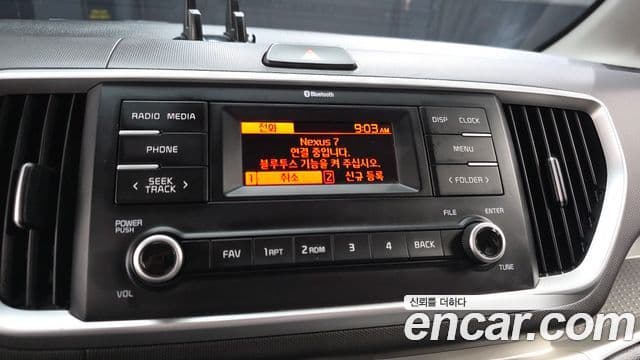 Bluetooth
RADIO MEDIA
PHONE
< SEEK TRACK >
전화 9:03 AM
Nexus 7
연결 중입니다.
블루투스 기능을 켜 주십시오.
1 취소 2 신규 등록
DISP CLOCK
MENU
< FOLDER >
POWER PUSH
VOL
FAV
1 RPT
2 RDM
3
4
BACK
FILE
ENTER
TUNE
신뢰를 더하다
encar.com